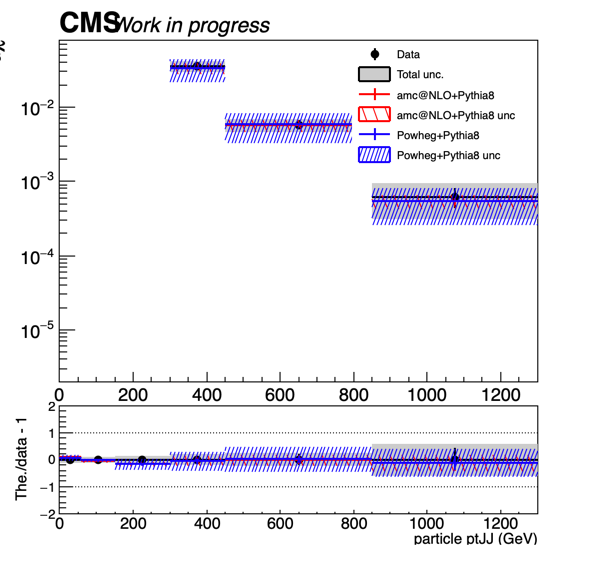 CMS Work in progress
Data
Total unc.
amc@NLO+Pythia8
amc@NLO+Pythia8 unc
Powheg+Pythia8
Powheg+Pythia8 unc
10−2
10−3
10−4
10−5
0 200 400 600 800 1000 1200
The./data - 1
2
1
0
−1
−2
0 200 400 600 800 1000 1200
particle ptJJ (GeV)